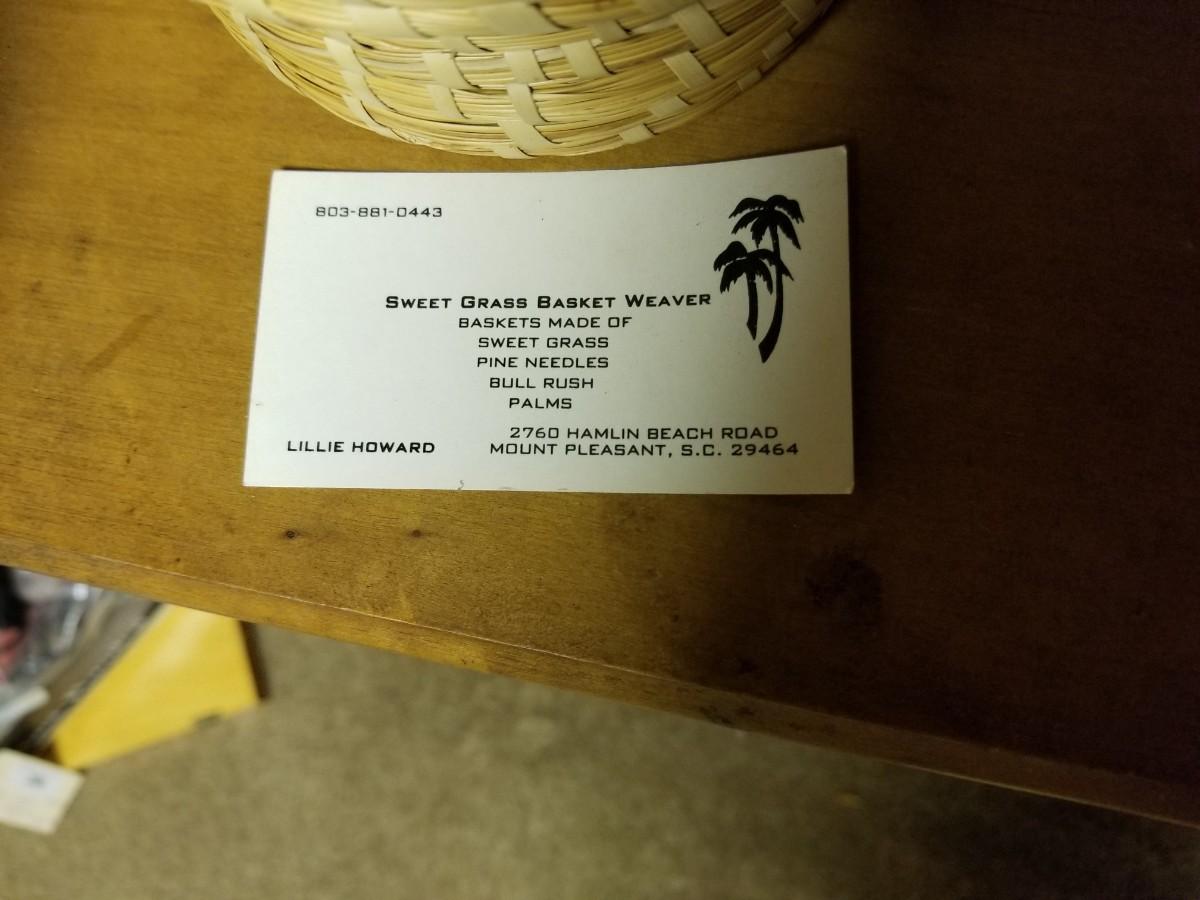 803-881-0443
SWEET GRASS BASKET WEAVER
BASKETS MADE OF
SWEET GRASS
PINE NEEDLES
BULL RUSH
PALMS
LILLIE HOWARD
2760 HAMLIN BEACH ROAD
MOUNT PLEASANT, S.C. 29464